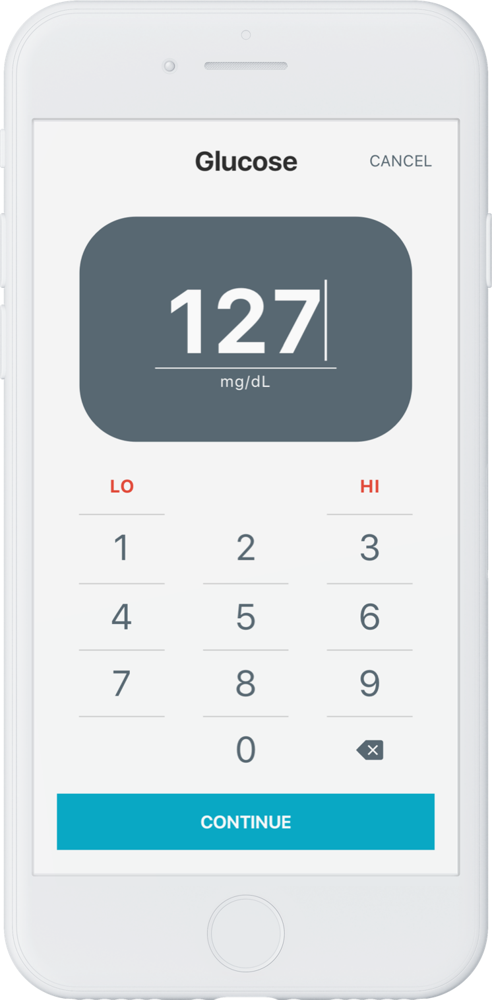 Glucose CANCEL
127
mg/dL
LO HI
1 2 3
4 5 6
7 8 9
0
CONTINUE